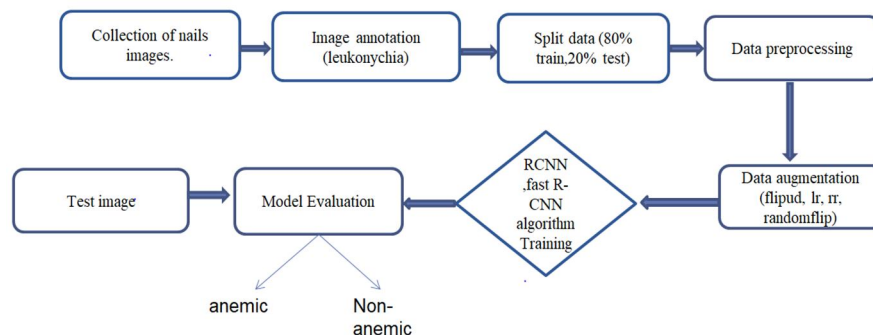 Collection of nails
images.
Image annotation
(leukonychia)
Split data (80%
train,20% test)
Data preprocessing
Data augmentation
(flipud, lr, rr,
randomflip)
RCNN
,fast R-
CNN
algorithm
Training
Model Evaluation
Test image
anemic
Non-
anemic